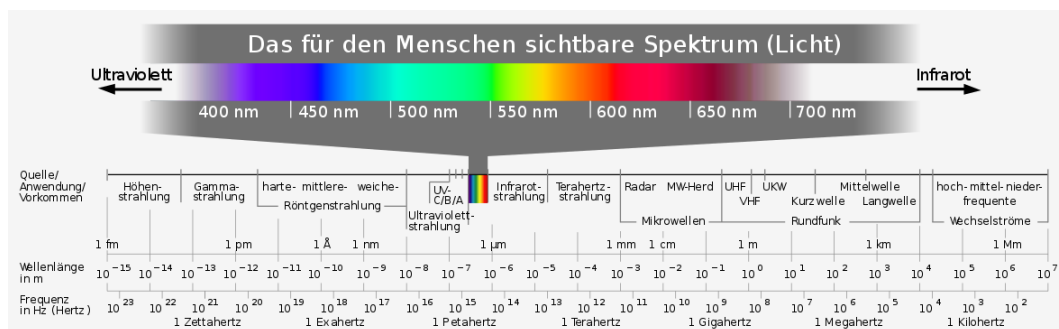 Das für den Menschen sichtbare Spektrum (Licht)
Ultraviolett
Infrarot
400 nm 450 nm 500 nm 550 nm 600 nm 650 nm 700 nm
Quelle/
Anwendung/
Vorkommen
Höhen-
strahlung
Gamma-
strahlung
harte- mittlere- weiche-
Röntgenstrahlung
UV-
C/B/A
Ultraviolett-
strahlung
Infrarot-
strahlung
Terahertz-
strahlung
Radar MW-Herd
Mikrowellen
UHF
VHF
UKW
Kurzwelle
Mittelwelle
Langwelle
Rundfunk
hoch-mittel-nieder-
frequente
Wechselströme
1 fm 1 pm 1 Å 1 nm 1 µm 1 mm 1 cm 1 m 1 km 1 Mm
Wellenlänge
in m
10⁻¹⁵ 10⁻¹⁴ 10⁻¹³ 10⁻¹² 10⁻¹¹ 10⁻¹⁰ 10⁻⁹ 10⁻⁸ 10⁻⁷ 10⁻⁶ 10⁻⁵ 10⁻⁴ 10⁻³ 10⁻² 10⁻¹ 10⁰ 10¹ 10² 10³ 10⁴ 10⁵ 10⁶ 10⁷
Frequenz
in Hz (Hertz)
10²³ 10²² 10²¹ 10²⁰ 10¹⁹ 10¹⁸ 10¹⁷ 10¹⁶ 10¹⁵ 10¹⁴ 10¹³ 10¹² 10¹¹ 10¹⁰ 10⁹ 10⁸ 10⁷ 10⁶ 10⁵ 10⁴ 10³ 10²
1 Zettahertz 1 Exahertz 1 Petahertz 1 Terahertz 1 Gigahertz 1 Megahertz 1 Kilohertz